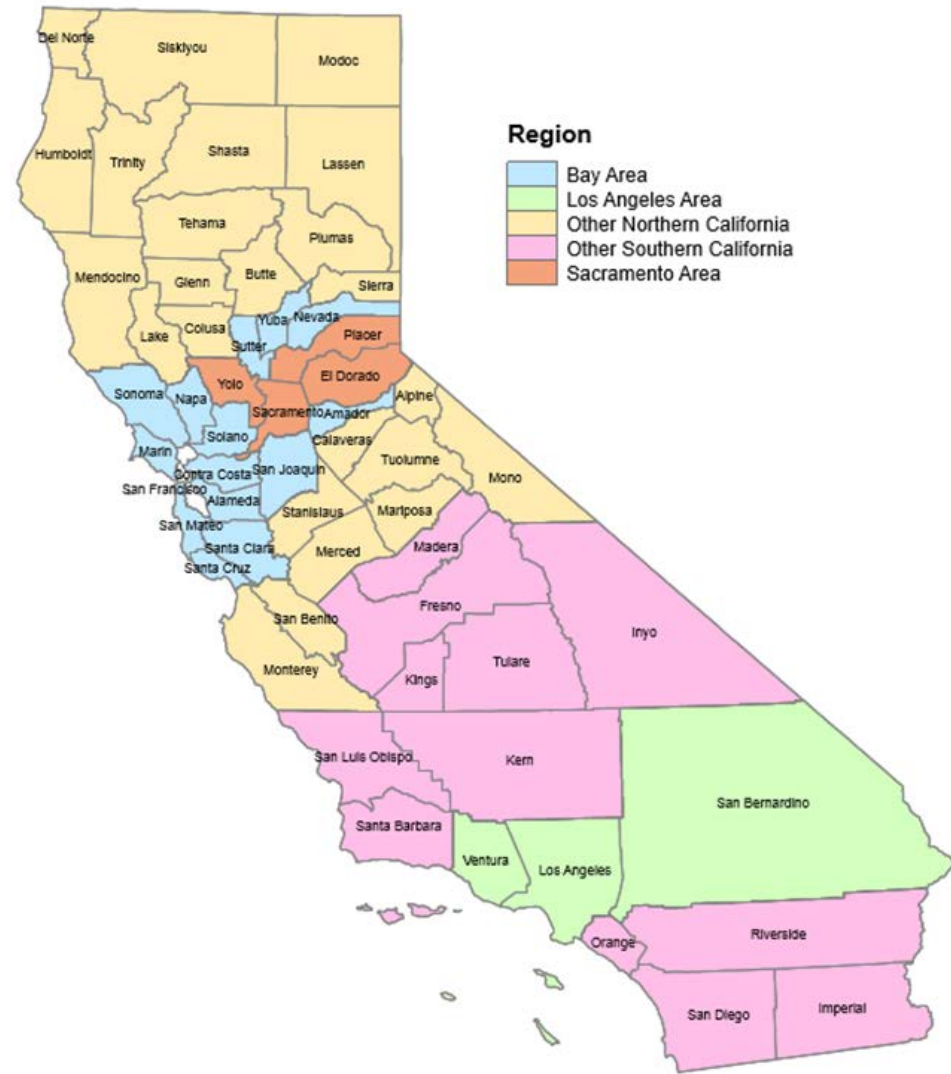 Del Norte
Siskiyou
Modoc
Humboldt
Trinity
Shasta
Lassen
Region
Bay Area
Los Angeles Area
Other Northern California
Other Southern California
Sacramento Area
Tehama
Plumas
Mendocino
Glenn
Butte
Sierra
Lake
Colusa
Sutter
Yuba
Nevada
Placer
El Dorado
Yolo
Sonoma
Napa
Sacramento
Amador
Alpine
Solano
Calaveras
Marin
Contra Costa
San Joaquin
Tuolumne
Mono
San Francisco
Alameda
Stanislaus
Mariposa
San Mateo
Santa Clara
Merced
Madera
Santa Cruz
Fresno
San Benito
Inyo
Monterey
Kings
Tulare
San Luis Obispo
Kern
San Bernardino
Santa Barbara
Ventura
Los Angeles
Orange
Riverside
San Diego
Imperial